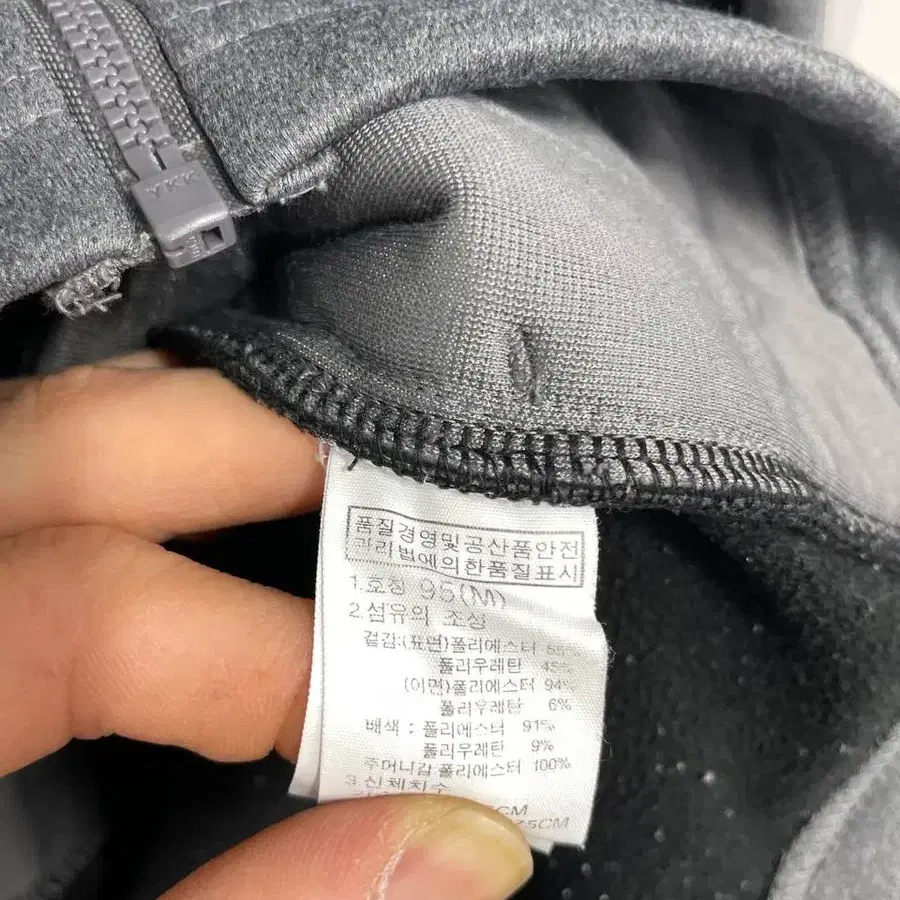 YKK
품질경영및공산품안전
관리법에의한품질표시
1.호칭 95(M)
2.섬유의 조성
겉감:(표면)폴리에스터 55%
폴리우레탄 45%
(이면)폴리에스터 94%
폴리우레탄 6%
배색 : 폴리에스터 91%
폴리우레탄 9%
주머니감 폴리에스터 100%
3.신체치수
5CM
75CM